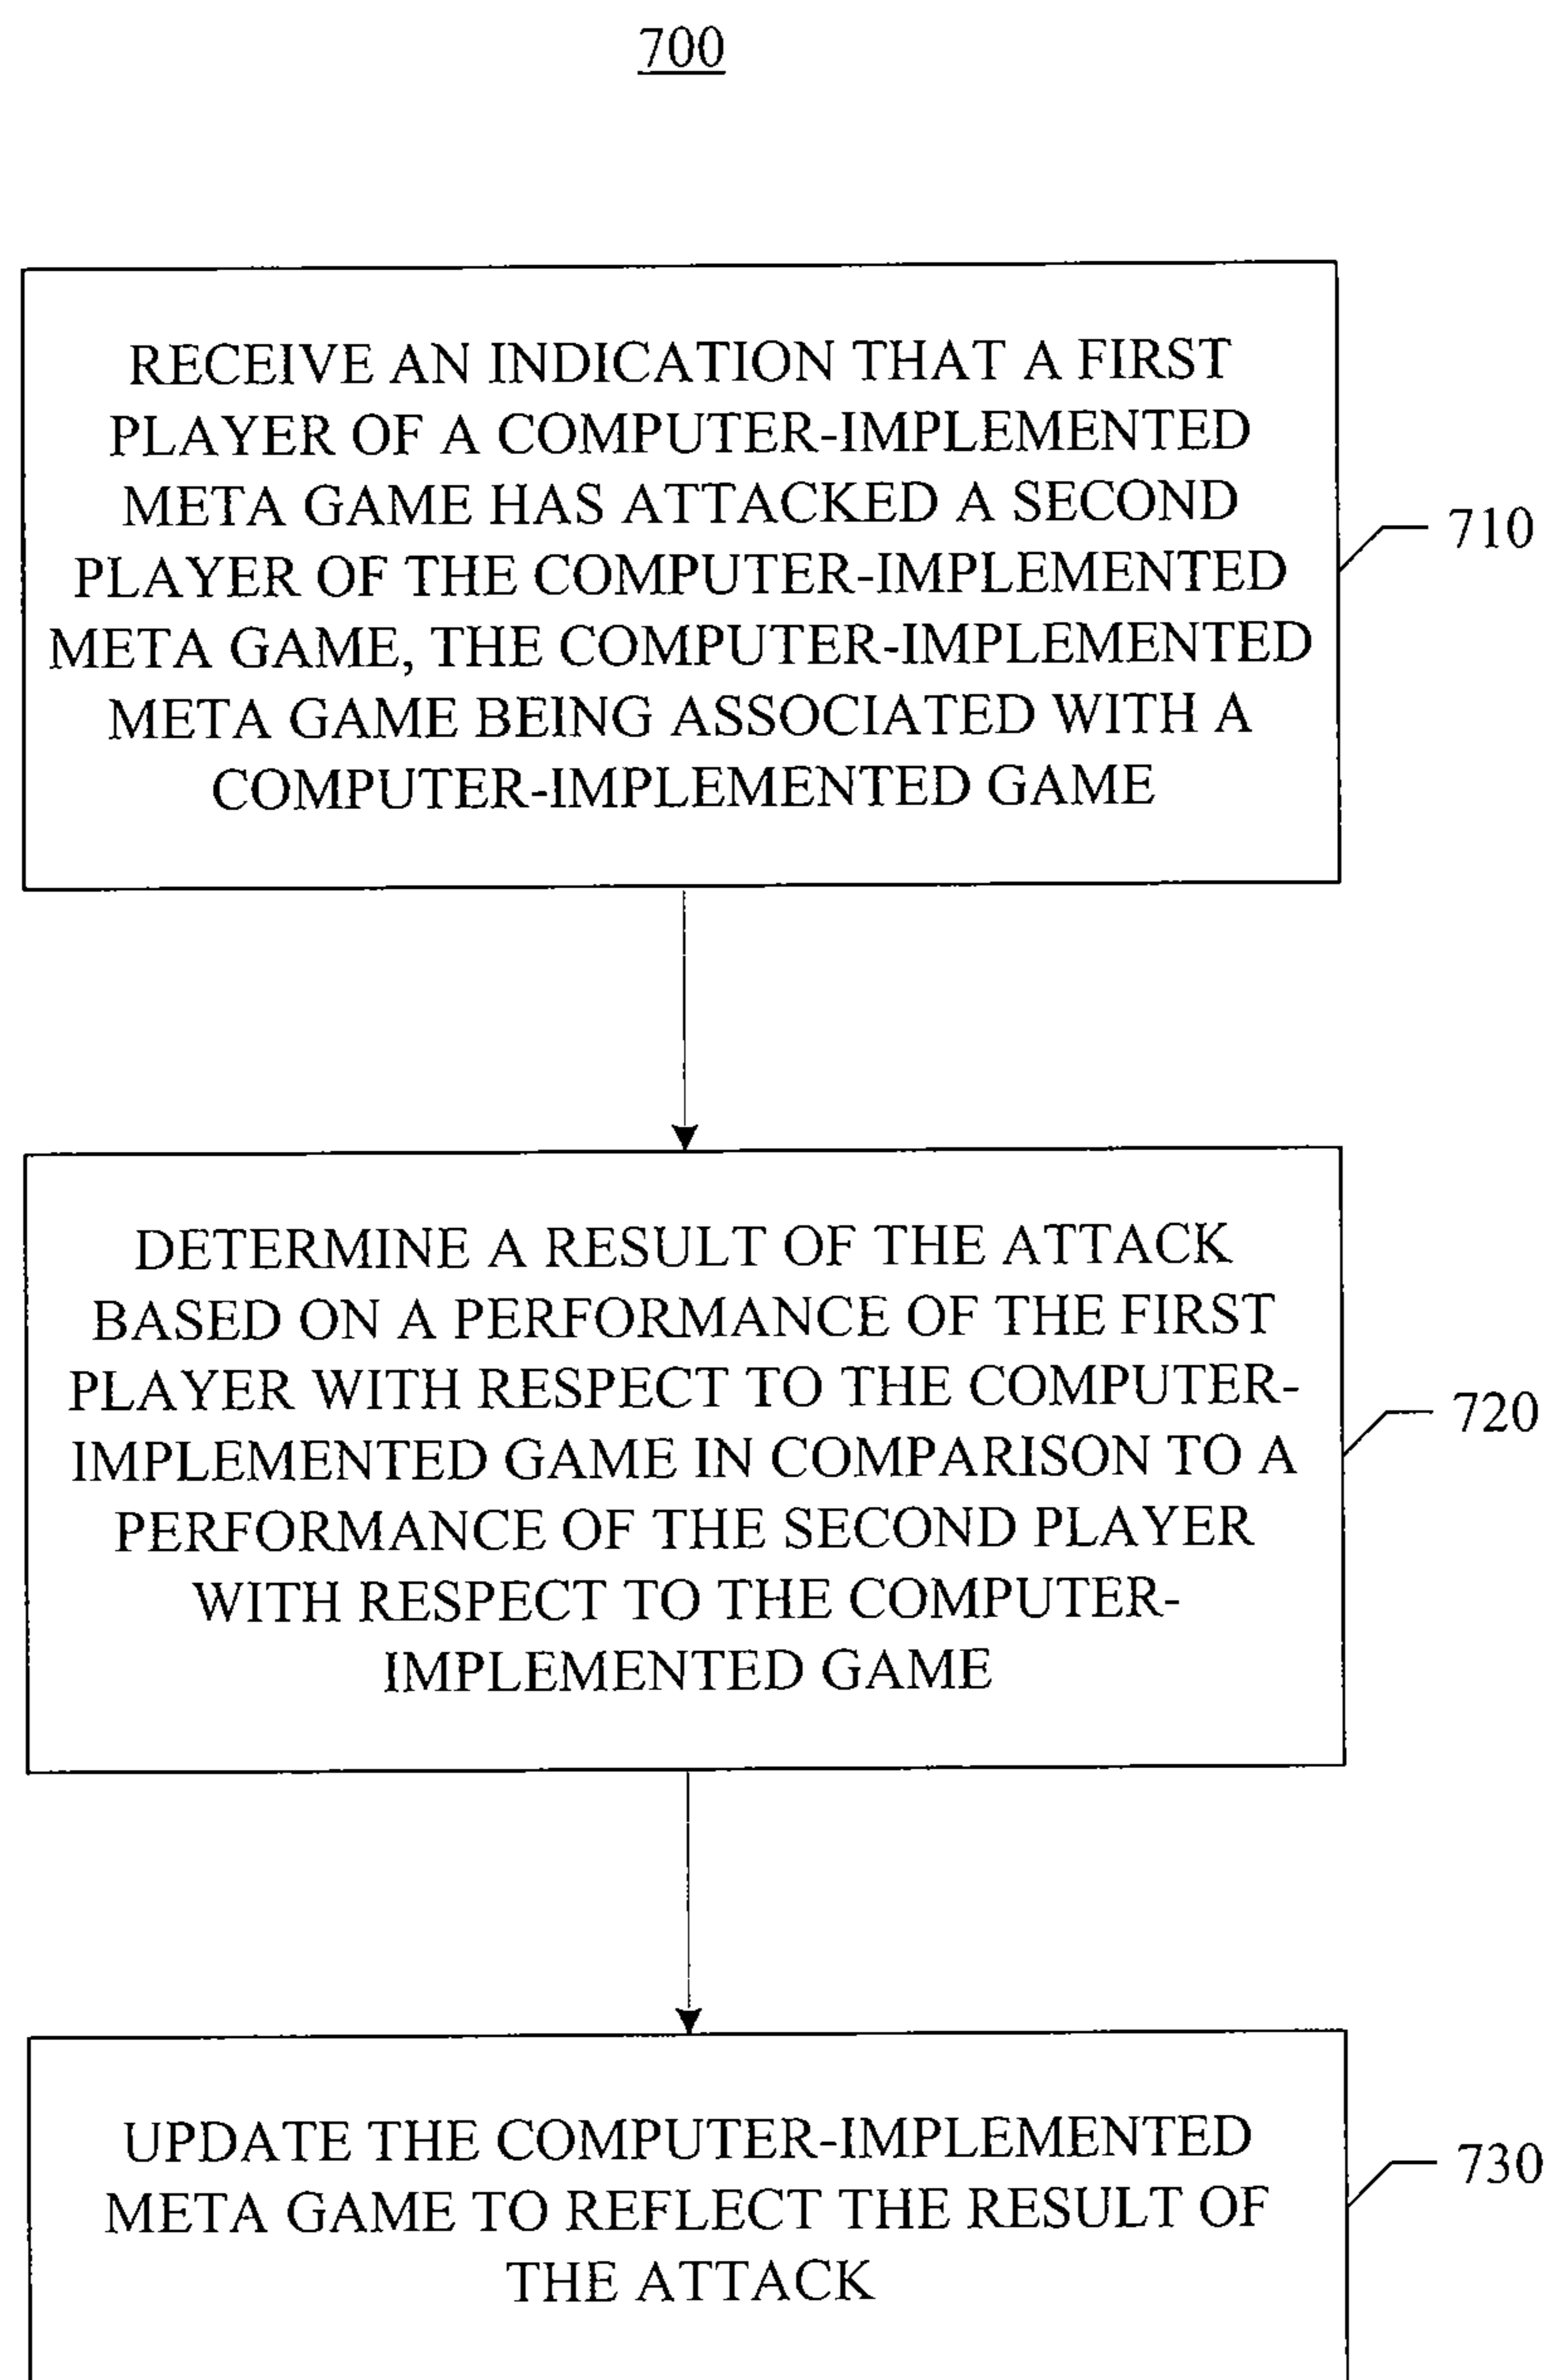 700
RECEIVE AN INDICATION THAT A FIRST
PLAYER OF A COMPUTER-IMPLEMENTED
META GAME HAS ATTACKED A SECOND
PLAYER OF THE COMPUTER-IMPLEMENTED
META GAME, THE COMPUTER-IMPLEMENTED
META GAME BEING ASSOCIATED WITH A
COMPUTER-IMPLEMENTED GAME
710
DETERMINE A RESULT OF THE ATTACK
BASED ON A PERFORMANCE OF THE FIRST
PLAYER WITH RESPECT TO THE COMPUTER-
IMPLEMENTED GAME IN COMPARISON TO A
PERFORMANCE OF THE SECOND PLAYER
WITH RESPECT TO THE COMPUTER-
IMPLEMENTED GAME
720
UPDATE THE COMPUTER-IMPLEMENTED
META GAME TO REFLECT THE RESULT OF
THE ATTACK
730